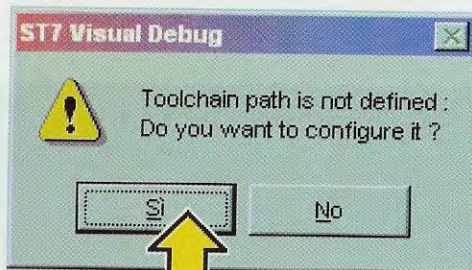 ST7 Visual Debug
Toolchain path is not defined :
Do you want to configure it ?
Sì
No